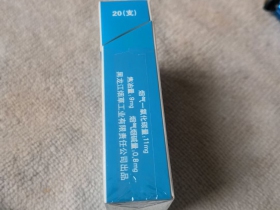 20(支)
烟气一氧化碳量:11mg
焦油量:9mg 烟气烟碱量:0.8mg
黑龙江烟草工业有限责任公司出品